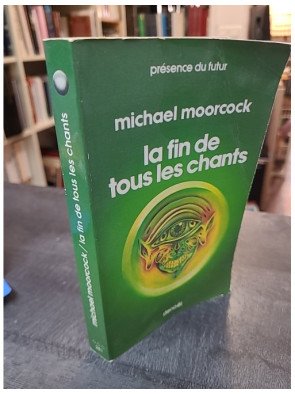 présence du futur
michael moorcock
la fin de
tous les chants
denoël
michael moorcock / la fin de tous les chants